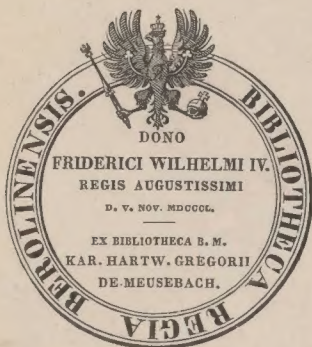 BIBLIOTHECA REGIA BEROLINENSIS.
DONO
FRIDERICI WILHELMI IV.
REGIS AUGUSTISSIMI
D. V. NOV. MDCCCL.
EX BIBLIOTHECA B. M.
KAR. HARTW. GREGORII
DE MEUSEBACH.